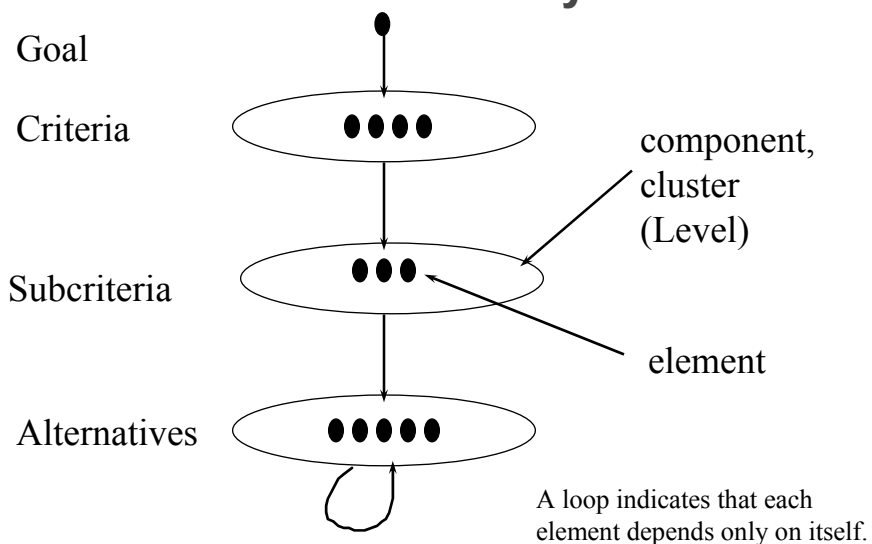 Goal
Criteria
component,
cluster
(Level)
Subcriteria
element
Alternatives
A loop indicates that each
element depends only on itself.